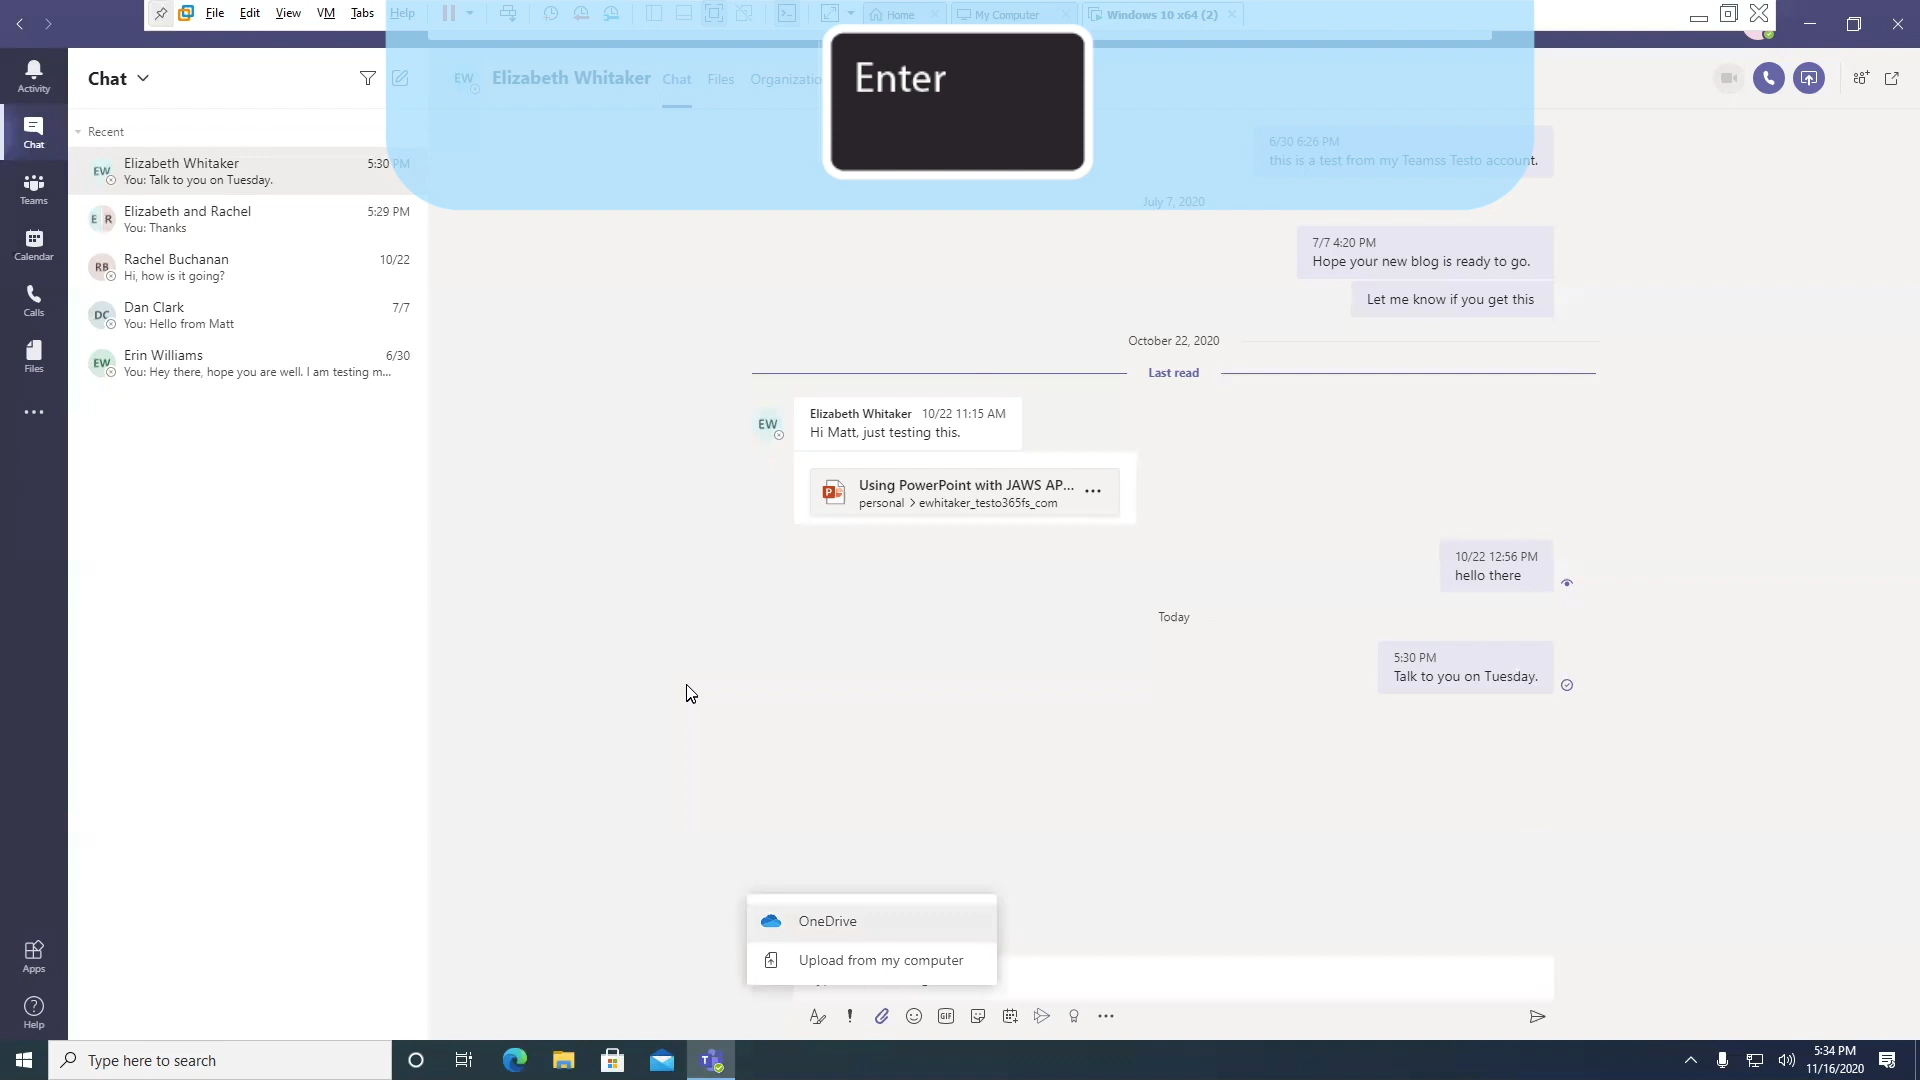 File Edit View VM Tabs Help
Home
My Computer
Windows 10 x64 (2)
Enter
Activity
Chat
Teams
Calendar
Calls
Files
Apps
Help
Chat
Recent
Elizabeth Whitaker 5:30 PM
EW
You: Talk to you on Tuesday.
Elizabeth and Rachel 5:29 PM
E R
You: Thanks
Rachel Buchanan 10/22
RB
Hi, how is it going?
Dan Clark 7/7
DC
You: Hello from Matt
Erin Williams 6/30
EW
You: Hey there, hope you are well. I am testing m...
EW Elizabeth Whitaker Chat Files Organizatio
6/30 6:26 PM
this is a test from my Teamss Testo account.
July 7, 2020
7/7 4:20 PM
Hope your new blog is ready to go.
Let me know if you get this
October 22, 2020
Last read
EW
Elizabeth Whitaker 10/22 11:15 AM
Hi Matt, just testing this.
Using PowerPoint with JAWS AP...
personal > ewhitaker_testo365fs_com
10/22 12:56 PM
hello there
Today
5:30 PM
Talk to you on Tuesday.
OneDrive
Upload from my computer
GIF
Type here to search
5:34 PM
11/16/2020